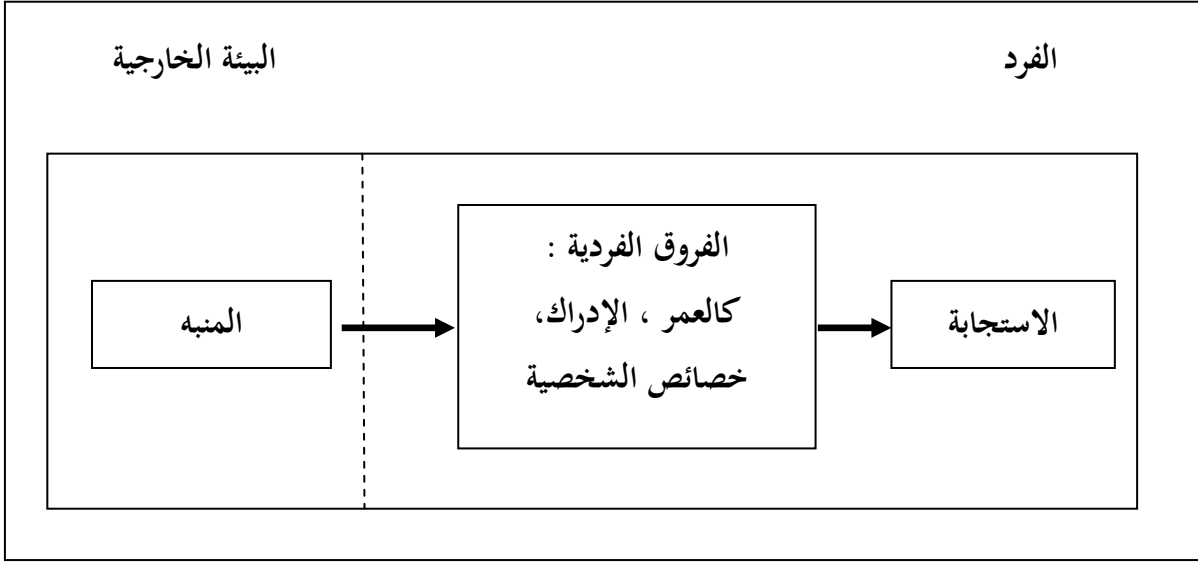 الفرد
البيئة الخارجية
المنبه
الفروق الفردية :
كالعمر ، الإدراك،
خصائص الشخصية
الاستجابة